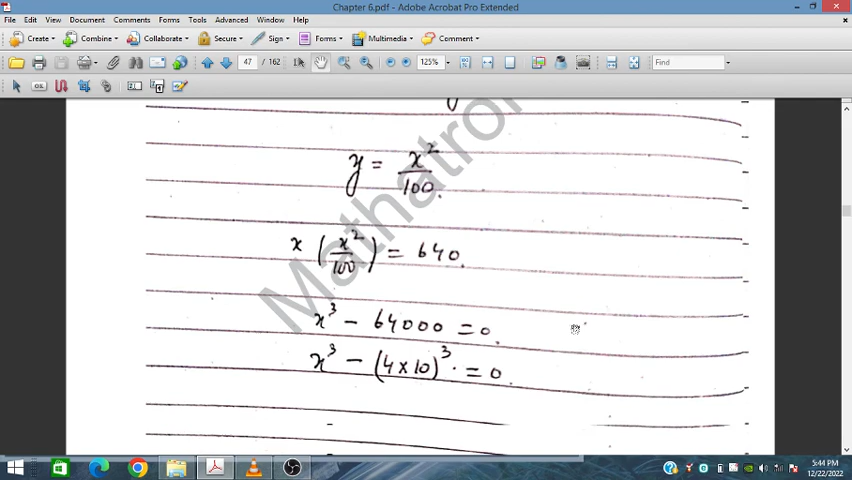 Chapter 6.pdf - Adobe Acrobat Pro Extended
File Edit View Document Comments Forms Tools Advanced Window Help
Create Combine Collaborate Secure Sign Forms Multimedia Comment
47 / 162 125% Find
y = x²/100.
x (x²/100) = 640.
x³ - 64000 = 0.
x³ - (4×10)³ = 0.
Mathatro
5:44 PM
12/22/2022